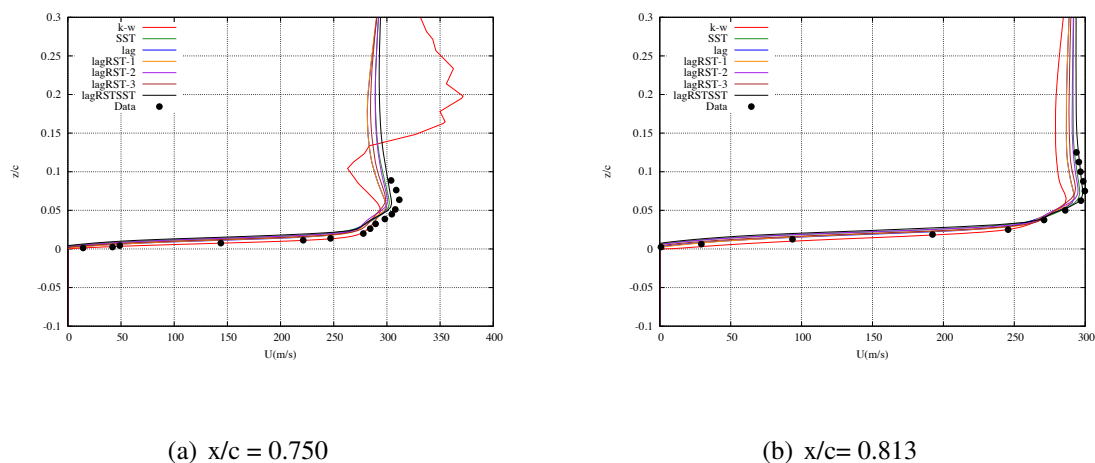 0.3
0.25
0.2
0.15
0.1
0.05
0
-0.05
-0.1
0 50 100 150 200 250 300 350 400
z/c
U(m/s)
k-w
SST
lag
lagRST-1
lagRST-2
lagRST-3
lagRSTSST
Data
(a) x/c = 0.750
0.3
0.25
0.2
0.15
0.1
0.05
0
-0.05
-0.1
0 50 100 150 200 250 300
z/c
U(m/s)
k-w
SST
lag
lagRST-1
lagRST-2
lagRST-3
lagRSTSST
Data
(b) x/c= 0.813